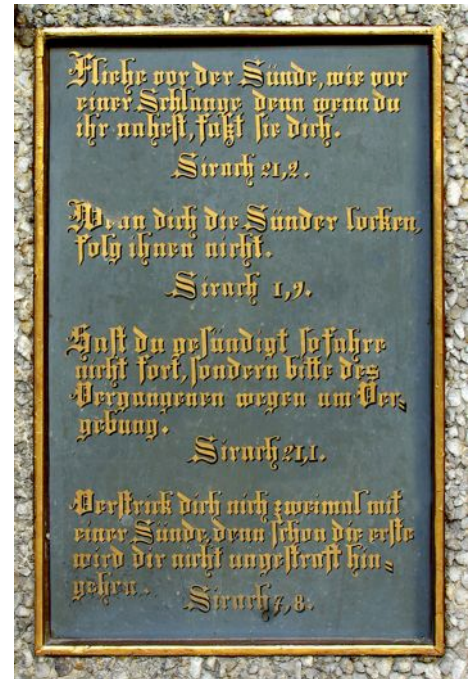 Fliehe vor der Sünde, wie vor
einer Schlange denn wenn du
ihr nahest, faßt sie dich.
Sirach 21,2.
Wenn dich die Sünder locken,
folg ihnen nicht.
Sirach 1,9.
Hast du gesündigt so fahre
nicht fort, sondern bitte des
Vergangenen wegen um Ver=
gebung.
Sirach 21,1.
Verstrick dich nich zweimal mit
einer Sünde, denn schon die erste
wird dir nicht ungestraft hin=
gehen.
Sirach 7,8.